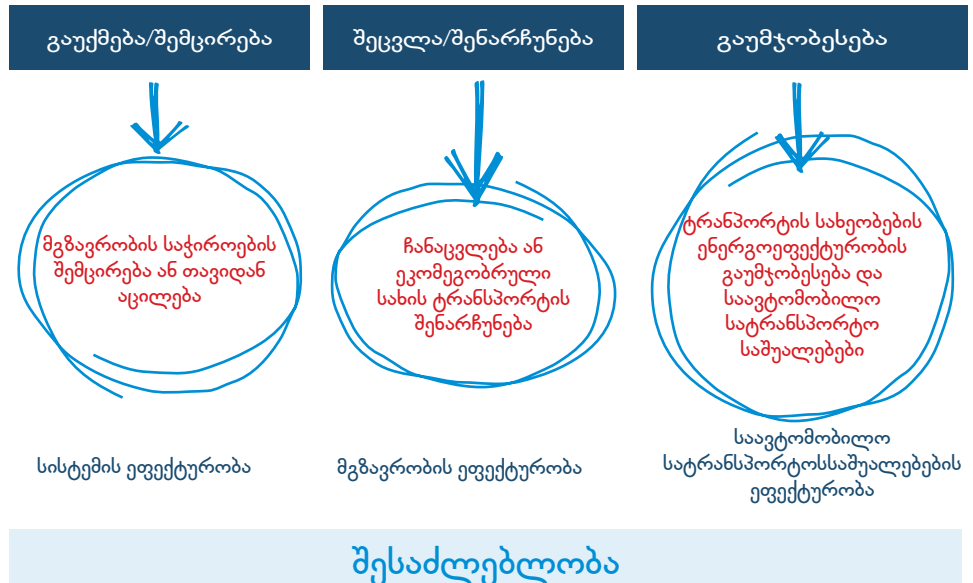 გაუქმება/შემცირება
შეცვლა/შენარჩუნება
გაუმჯობესება
მგზავრობის საჭიროების
შემცირება ან თავიდან
აცილება
ჩანაცვლება ან
ეკომეგობრული
სახის ტრანსპორტის
შენარჩუნება
ტრანპორტის სახეობების
ენერგოეფექტურობის
გაუმჯობესება და
საავტომობილო
სატრანსპორტო
საშუალებები
სისტემის ეფექტურობა
მგზავრობის ეფექტურობა
საავტომობილო
სატრანსპორტოსსაშუალებების
ეფექტურობა
შესაძლებლობა